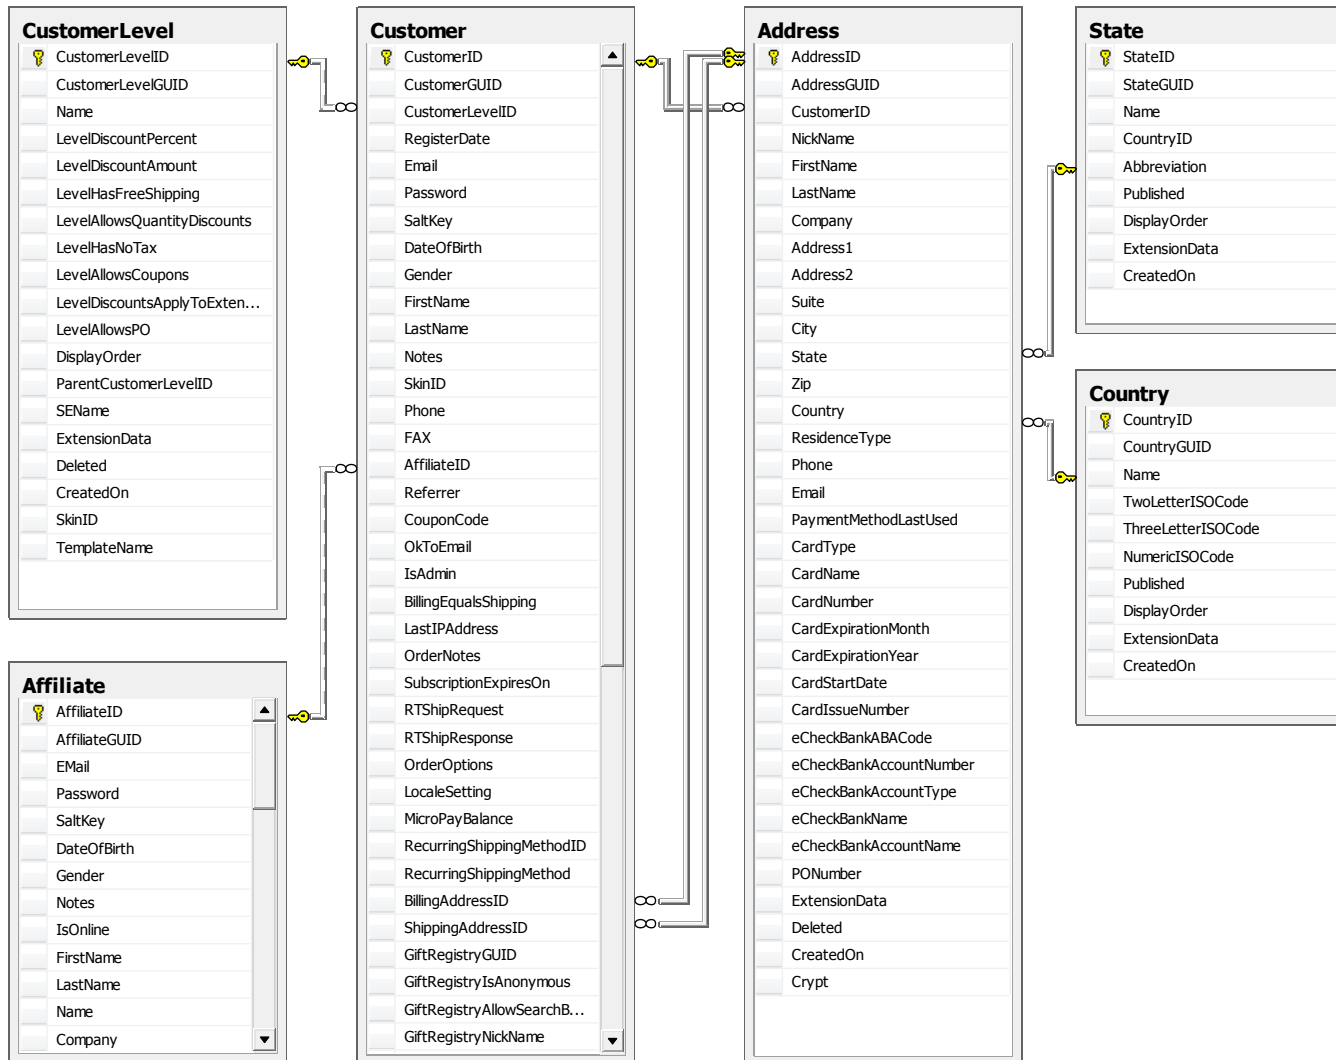 CustomerLevel
CustomerLevelID
CustomerLevelGUID
Name
LevelDiscountPercent
LevelDiscountAmount
LevelHasFreeShipping
LevelAllowsQuantityDiscounts
LevelHasNoTax
LevelAllowsCoupons
LevelDiscountsApplyToExten...
LevelAllowsPO
DisplayOrder
ParentCustomerLevelID
SEName
ExtensionData
Deleted
CreatedOn
SkinID
TemplateName
Affiliate
AffiliateID
AffiliateGUID
EMail
Password
SaltKey
DateOfBirth
Gender
Notes
IsOnline
FirstName
LastName
Name
Company
Customer
CustomerID
CustomerGUID
CustomerLevelID
RegisterDate
Email
Password
SaltKey
DateOfBirth
Gender
FirstName
LastName
Notes
SkinID
Phone
FAX
AffiliateID
Referrer
CouponCode
OkToEmail
IsAdmin
BillingEqualsShipping
LastIPAddress
OrderNotes
SubscriptionExpiresOn
RTShipRequest
RTShipResponse
OrderOptions
LocaleSetting
MicroPayBalance
RecurringShippingMethodID
RecurringShippingMethod
BillingAddressID
ShippingAddressID
GiftRegistryGUID
GiftRegistryIsAnonymous
GiftRegistryAllowSearchB...
GiftRegistryNickName
Address
AddressID
AddressGUID
CustomerID
NickName
FirstName
LastName
Company
Address1
Address2
Suite
City
State
Zip
Country
ResidenceType
Phone
Email
PaymentMethodLastUsed
CardType
CardName
CardNumber
CardExpirationMonth
CardExpirationYear
CardStartDate
CardIssueNumber
eCheckBankABACode
eCheckBankAccountNumber
eCheckBankAccountType
eCheckBankName
eCheckBankAccountName
PONumber
ExtensionData
Deleted
CreatedOn
Crypt
State
StateID
StateGUID
Name
CountryID
Abbreviation
Published
DisplayOrder
ExtensionData
CreatedOn
Country
CountryID
CountryGUID
Name
TwoLetterISOCode
ThreeLetterISOCode
NumericISOCode
Published
DisplayOrder
ExtensionData
CreatedOn